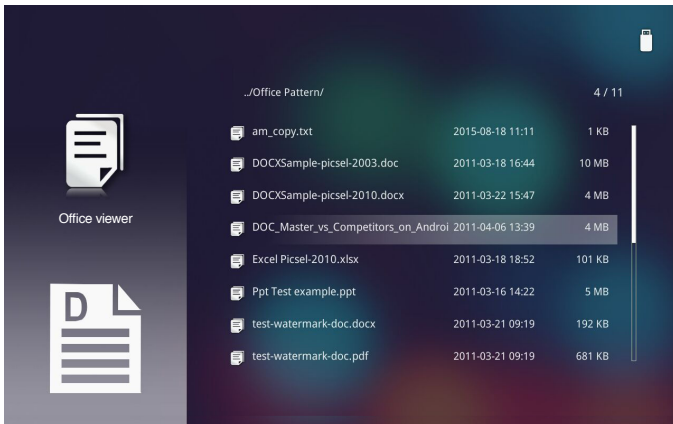 ../Office Pattern/ 4 / 11
am_copy.txt 2015-08-18 11:11 1 KB
DOCXSample-picsel-2003.doc 2011-03-18 16:44 10 MB
DOCXSample-picsel-2010.docx 2011-03-22 15:47 4 MB
Office viewer
DOC_Master_vs_Competitors_on_Androi 2011-04-06 13:39 4 MB
Excel Picsel-2010.xlsx 2011-03-18 18:52 101 KB
Ppt Test example.ppt 2011-03-16 14:22 5 MB
D
test-watermark-doc.docx 2011-03-21 09:19 192 KB
test-watermark-doc.pdf 2011-03-21 09:19 681 KB